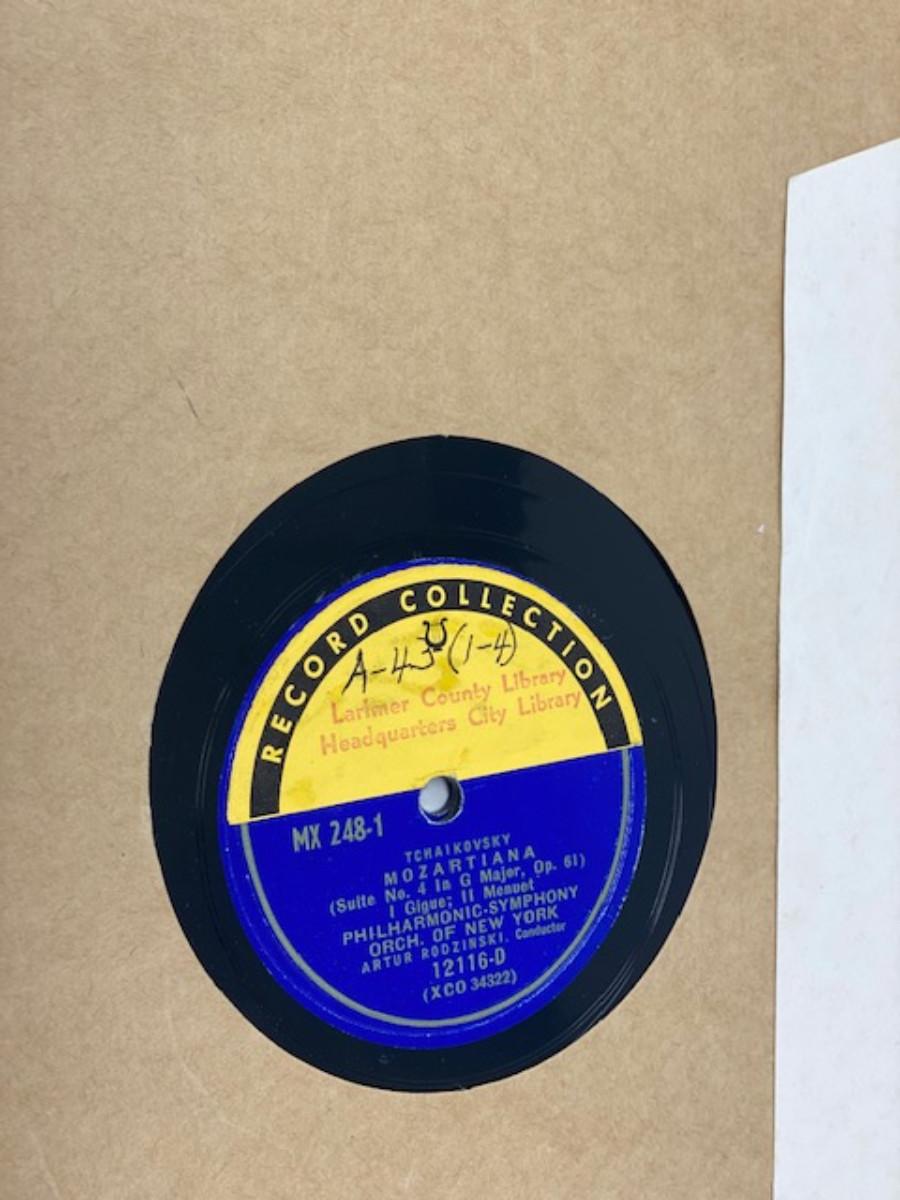 RECORD COLLECTION
A-43 (1-4)
Larimer County Library
Headquarters City Library
MX 248-1
TCHAIKOVSKY
MOZARTIANA
(Suite No. 4 in G Major, Op. 61)
I Gigue; II Menuet
PHILHARMONIC-SYMPHONY
ORCH. OF NEW YORK
ARTUR RODZINSKI, Conductor
12116-D
(XCO 34322)